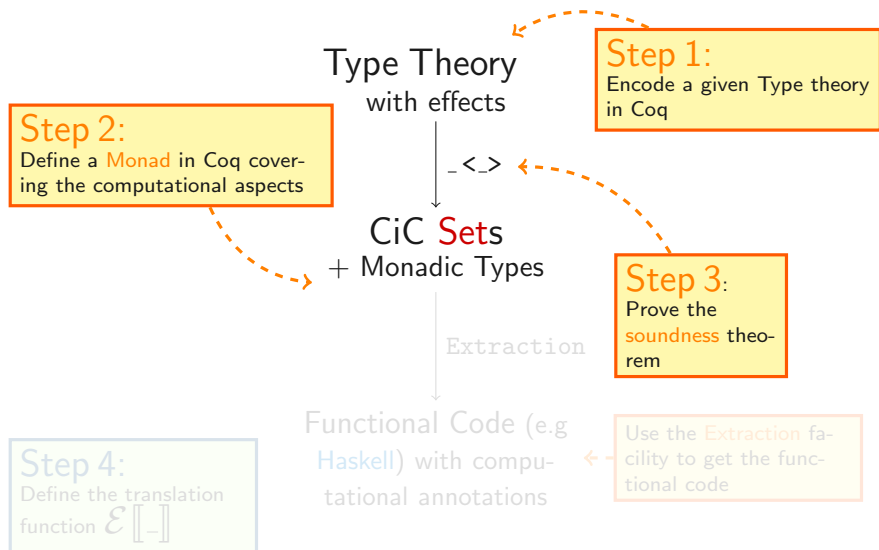 Step 1:
Encode a given Type theory
in Coq
Type Theory
with effects
Step 2:
Define a Monad in Coq cover-
ing the computational aspects
_ <_>
CiC Sets
+ Monadic Types
Step 3:
Prove the
soundness theo-
rem
Extraction
Functional Code (e.g
Haskell) with compu-
tational annotations
Use the Extraction fa-
cility to get the func-
tional code
Step 4:
Define the translation
function ℰ⟦_⟧